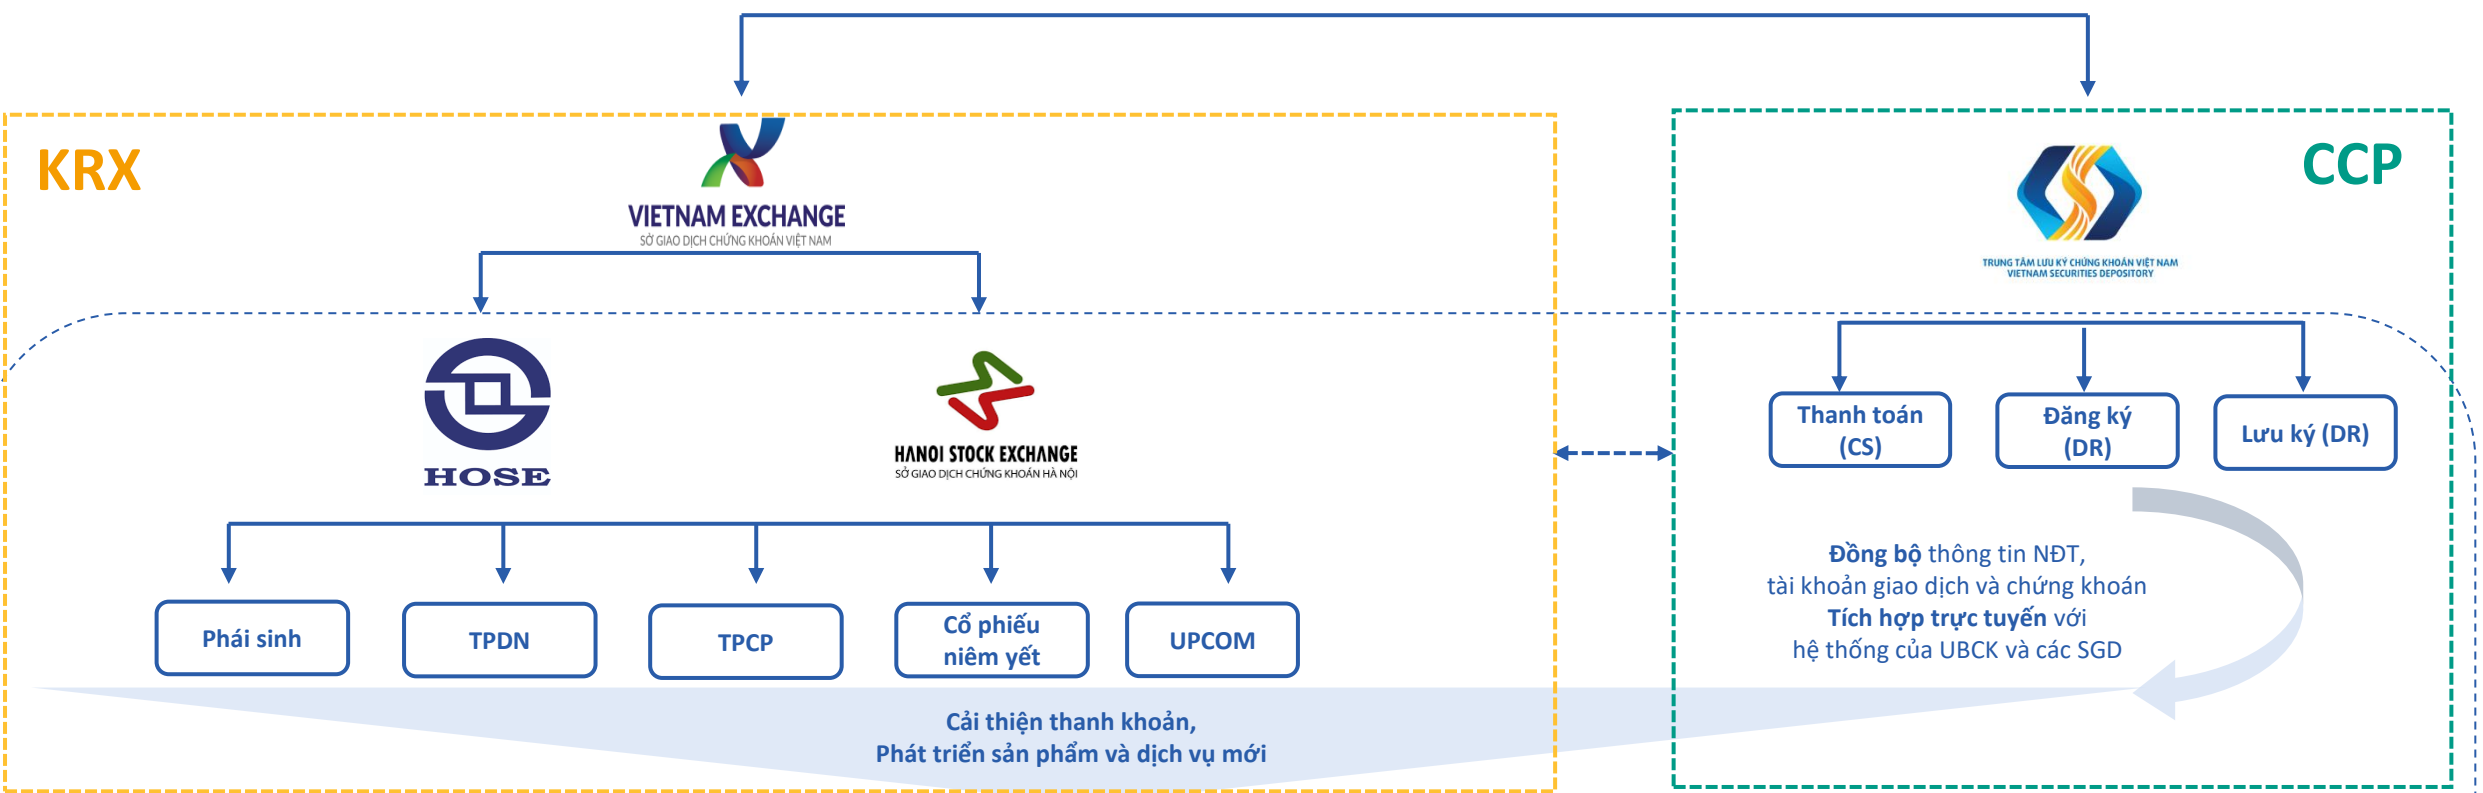 KRX
VIETNAM EXCHANGE
SỞ GIAO DỊCH CHỨNG KHOÁN VIỆT NAM
HOSE
HANOI STOCK EXCHANGE
SỞ GIAO DỊCH CHỨNG KHOÁN HÀ NỘI
Phái sinh
TPDN
TPCP
Cổ phiếu
niêm yết
UPCOM
Cải thiện thanh khoản,
Phát triển sản phẩm và dịch vụ mới
CCP
TRUNG TÂM LƯU KÝ CHỨNG KHOÁN VIỆT NAM
VIETNAM SECURITIES DEPOSITORY
Thanh toán
(CS)
Đăng ký
(DR)
Lưu ký (DR)
Đồng bộ thông tin NĐT,
tài khoản giao dịch và chứng khoán
Tích hợp trực tuyến với
hệ thống của UBCK và các SGD